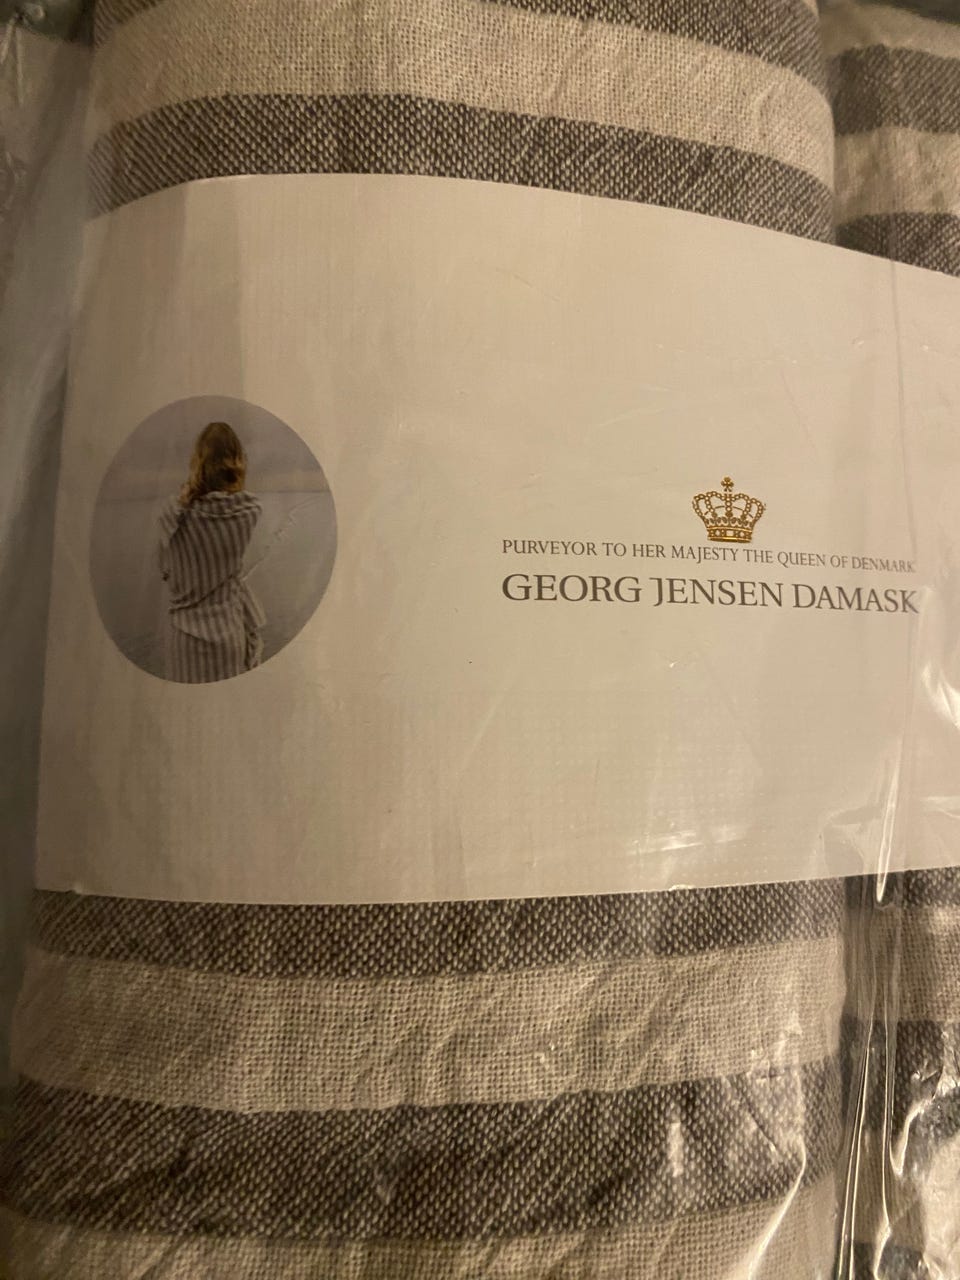 PURVEYOR TO HER MAJESTY THE QUEEN OF DENMARK
GEORG JENSEN DAMASK